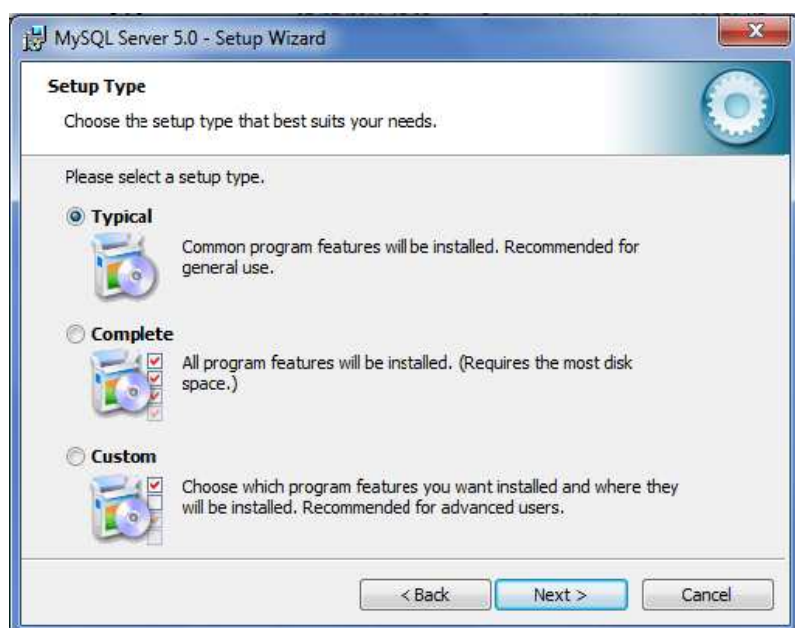 MySQL Server 5.0 - Setup Wizard
Setup Type
Choose the setup type that best suits your needs.
Please select a setup type.
Typical
Common program features will be installed. Recommended for
general use.
Complete
All program features will be installed. (Requires the most disk
space.)
Custom
Choose which program features you want installed and where they
will be installed. Recommended for advanced users.
< Back
Next >
Cancel